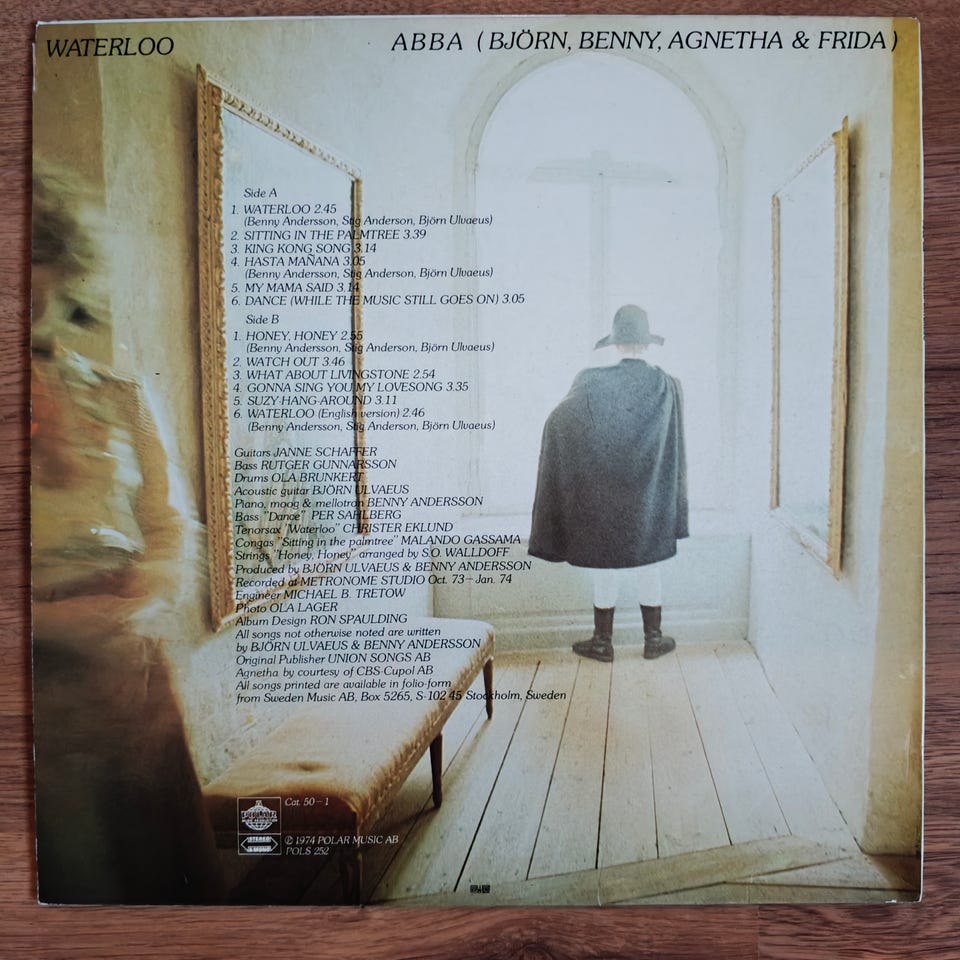 WATERLOO
ABBA (BJÖRN, BENNY, AGNETHA & FRIDA)
Side A
1. WATERLOO 2.45
(Benny Andersson, Stig Anderson, Björn Ulvaeus)
2. SITTING IN THE PALMTREE 3.39
3. KING KONG SONG 3.14
4. HASTA MAÑANA 3.05
(Benny Andersson, Stig Anderson, Björn Ulvaeus)
5. MY MAMA SAID 3.14
6. DANCE (WHILE THE MUSIC STILL GOES ON) 3.05
Side B
1. HONEY, HONEY 2.55
(Benny Andersson, Stig Anderson, Björn Ulvaeus)
2. WATCH OUT 3.46
3. WHAT ABOUT LIVINGSTONE 2.54
4. GONNA SING YOU MY LOVESONG 3.35
5. SUZY-HANG-AROUND 3.11
6. WATERLOO (English version) 2.46
(Benny Andersson, Stig Anderson, Björn Ulvaeus)
Guitars JANNE SCHAFFER
Bass RUTGER GUNNARSSON
Drums OLA BRUNKERT
Acoustic guitar BJÖRN ULVAEUS
Piano, moog & mellotron BENNY ANDERSSON
Bass "Dance" PER SAHLBERG
Tenorsax "Waterloo" CHRISTER EKLUND
Congas "Sitting in the palmtree" MALANDO GASSAMA
Strings "Honey, Honey" arranged by S.O. WALLDOFF
Produced by BJÖRN ULVAEUS & BENNY ANDERSSON
Recorded at METRONOME STUDIO Oct. 73 – Jan. 74
Engineer MICHAEL B. TRETOW
Photo OLA LAGER
Album Design RON SPAULDING
All songs not otherwise noted are written
by BJÖRN ULVAEUS & BENNY ANDERSSON
Original Publisher UNION SONGS AB
Agnetha by courtesy of CBS-Cupol AB
All songs printed are available in folio-form
from Sweden Music AB, Box 5265, S-102 45 Stockholm, Sweden
POLAR
Cat. 50 – 1
STEREO
& MONO
℗ 1974 POLAR MUSIC AB
POLS 252